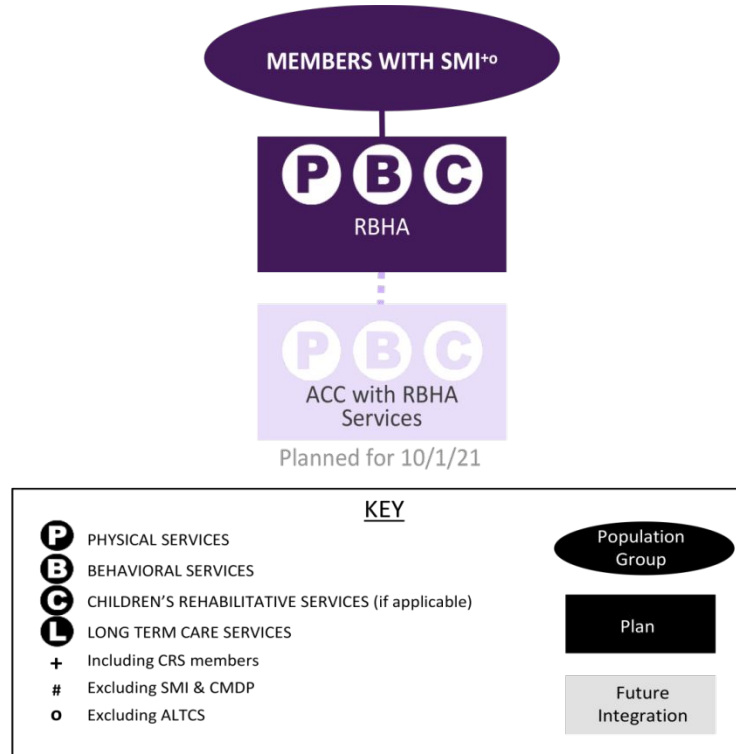 MEMBERS WITH SMI+o
P B C
RBHA
P B C
ACC with RBHA
Services
Planned for 10/1/21
KEY
P PHYSICAL SERVICES
B BEHAVIORAL SERVICES
C CHILDREN'S REHABILITATIVE SERVICES (if applicable)
L LONG TERM CARE SERVICES
+ Including CRS members
# Excluding SMI & CMDP
o Excluding ALTCS
Population
Group
Plan
Future
Integration